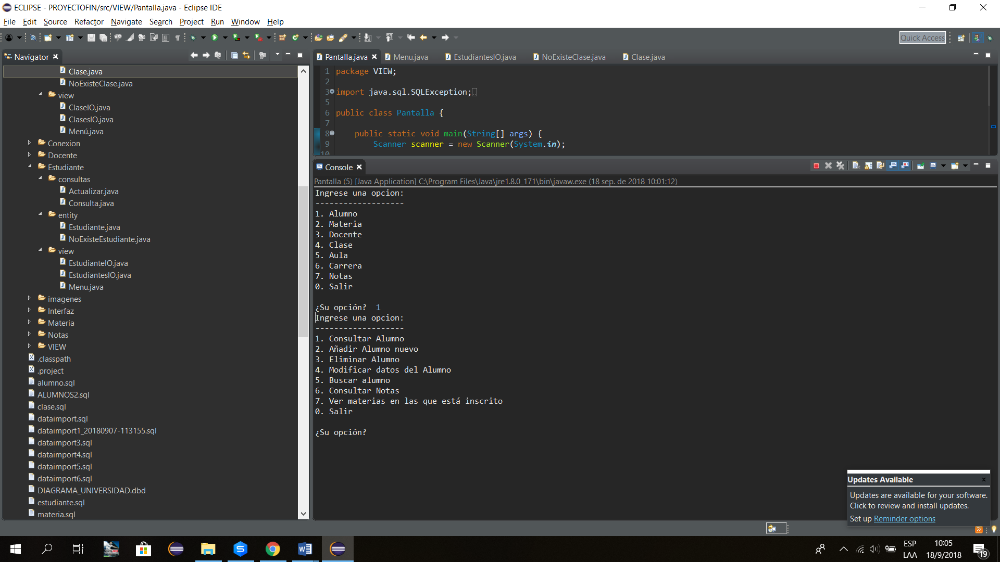 ECLIPSE - PROYECTOFIN/src/VIEW/Pantalla.java - Eclipse IDE
File Edit Source Refactor Navigate Search Project Run Window Help
Quick Access
Navigator
Clase.java
NoExisteClase.java
view
ClaseIO.java
ClasesIO.java
Menú.java
Conexion
Docente
Estudiante
consultas
Actualizar.java
Consulta.java
entity
Estudiante.java
NoExisteEstudiante.java
view
EstudianteIO.java
EstudiantesIO.java
Menu.java
imagenes
Interfaz
Materia
Notas
VIEW
.classpath
.project
alumno.sql
ALUMNOS2.sql
clase.sql
dataimport.sql
dataimport1_20180907-113155.sql
dataimport3.sql
dataimport4.sql
dataimport5.sql
dataimport6.sql
DIAGRAMA_UNIVERSIDAD.dbd
estudiante.sql
materia.sql
Pantalla.java Menu.java EstudiantesIO.java NoExisteClase.java Clase.java
1 package VIEW;
2
3 import java.sql.SQLException;
5
6 public class Pantalla {
7
8 public static void main(String[] args) {
9 Scanner scanner = new Scanner(System.in);
10
Console
Pantalla (5) [Java Application] C:\Program Files\Java\jre1.8.0_171\bin\javaw.exe (18 sep. de 2018 10:01:12)
Ingrese una opcion:
-------------------
1. Alumno
2. Materia
3. Docente
4. Clase
5. Aula
6. Carrera
7. Notas
0. Salir
¿Su opción? 1
Ingrese una opcion:
-------------------
1. Consultar Alumno
2. Añadir Alumno nuevo
3. Eliminar Alumno
4. Modificar datos del Alumno
5. Buscar alumno
6. Consultar Notas
7. Ver materias en las que está inscrito
0. Salir
¿Su opción?
Updates Available
Updates are available for your software.
Click to review and install updates.
Set up Reminder options
ESP
LAA
10:05
18/9/2018
19